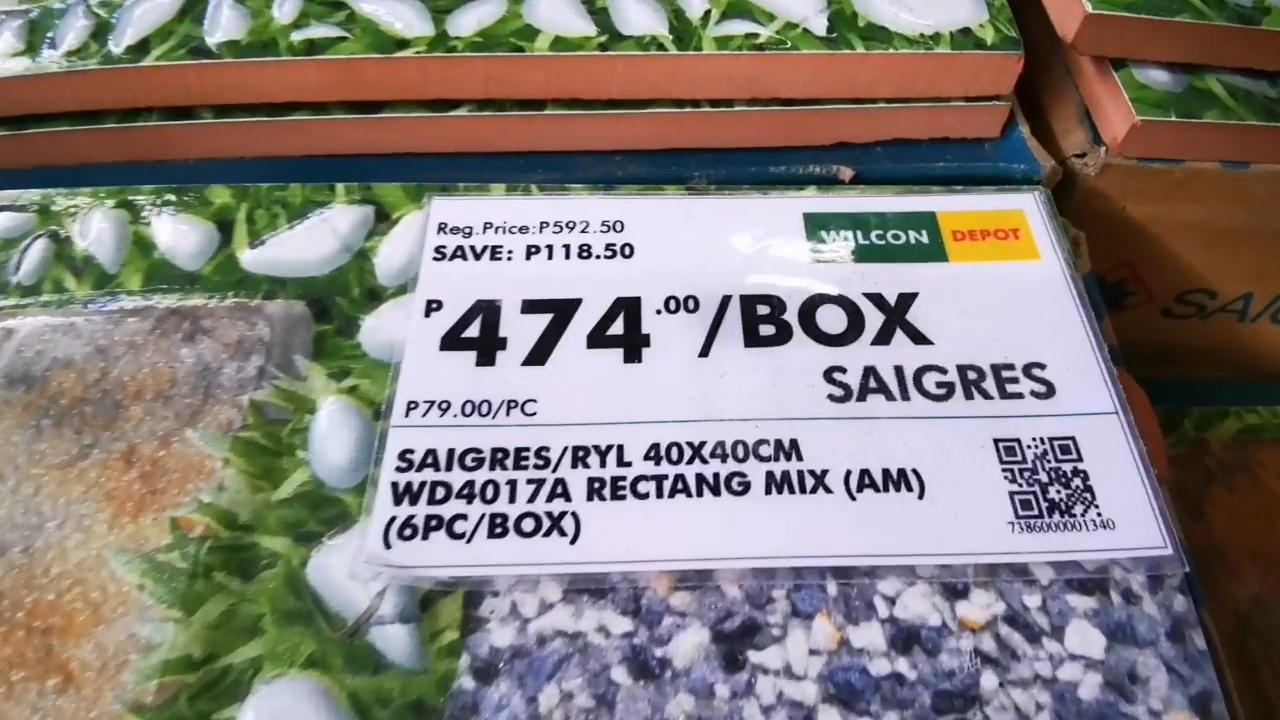 Reg.Price:P592.50
SAVE: P118.50
WILCON DEPOT
P474.00/BOX
SAIGRES
P79.00/PC
SAIGRES/RYL 40X40CM
WD4017A RECTANG MIX (AM)
(6PC/BOX)
7386000001340